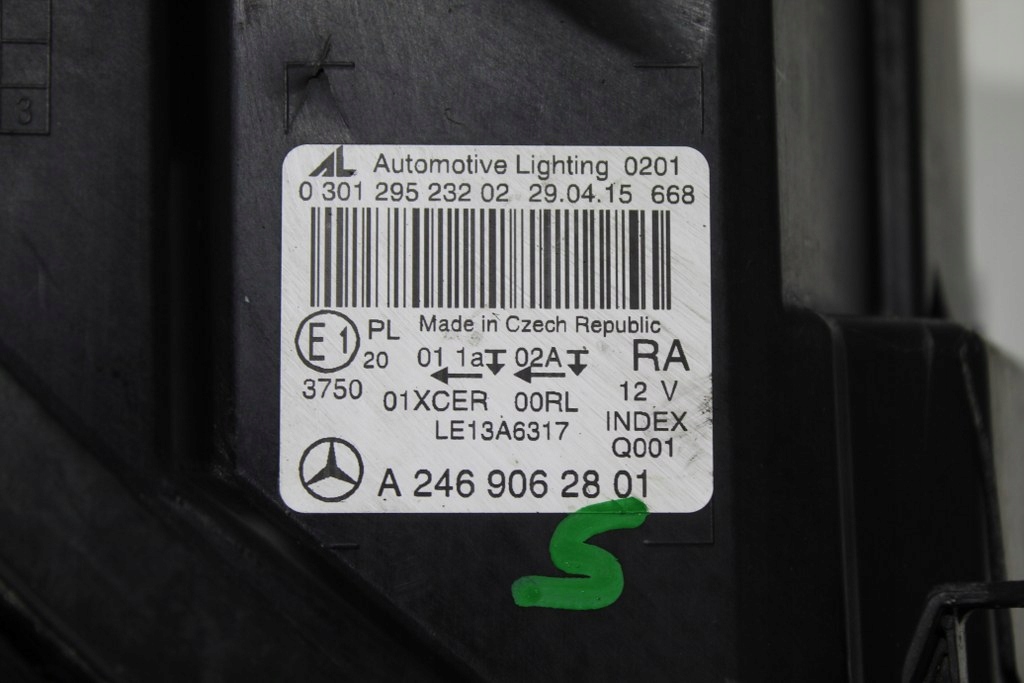 3
AL Automotive Lighting 0201
0 301 295 232 02 29.04.15 668
Made in Czech Republic
E1 PL
20 01 1a 02A RA
3750 01XCER 00RL 12 V
LE13A6317 INDEX
Q001
A 246 906 28 01
S